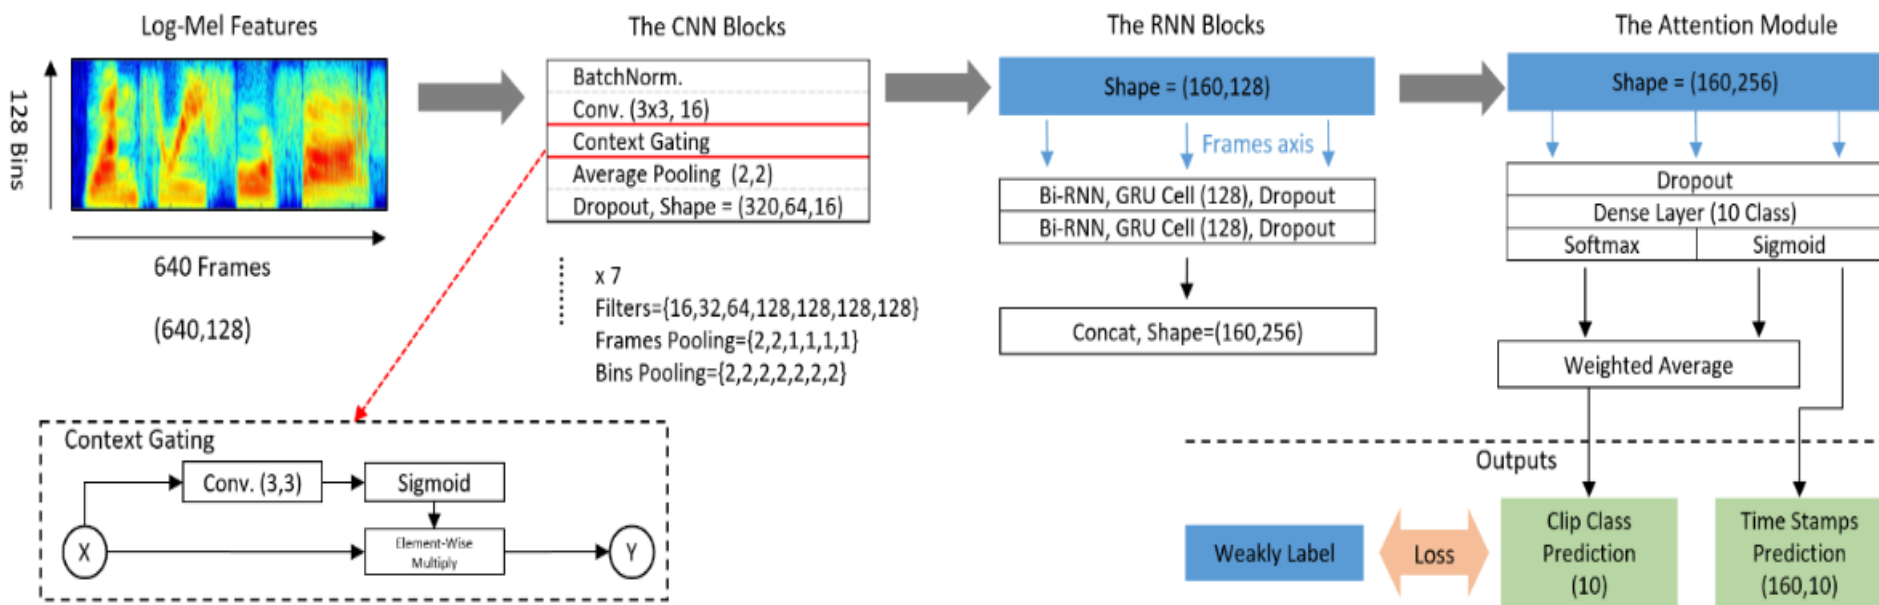 Log-Mel Features
128 Bins
640 Frames
(640,128)
The CNN Blocks
BatchNorm.
Conv. (3x3, 16)
Context Gating
Average Pooling (2,2)
Dropout, Shape = (320,64,16)
x 7
Filters={16,32,64,128,128,128,128}
Frames Pooling={2,2,1,1,1,1}
Bins Pooling={2,2,2,2,2,2,2}
Context Gating
Conv. (3,3)
Sigmoid
X
Element-Wise
Multiply
Y
The RNN Blocks
Shape = (160,128)
Frames axis
Bi-RNN, GRU Cell (128), Dropout
Bi-RNN, GRU Cell (128), Dropout
Concat, Shape=(160,256)
The Attention Module
Shape = (160,256)
Dropout
Dense Layer (10 Class)
Softmax
Sigmoid
Weighted Average
Outputs
Weakly Label
Loss
Clip Class
Prediction
(10)
Time Stamps
Prediction
(160,10)